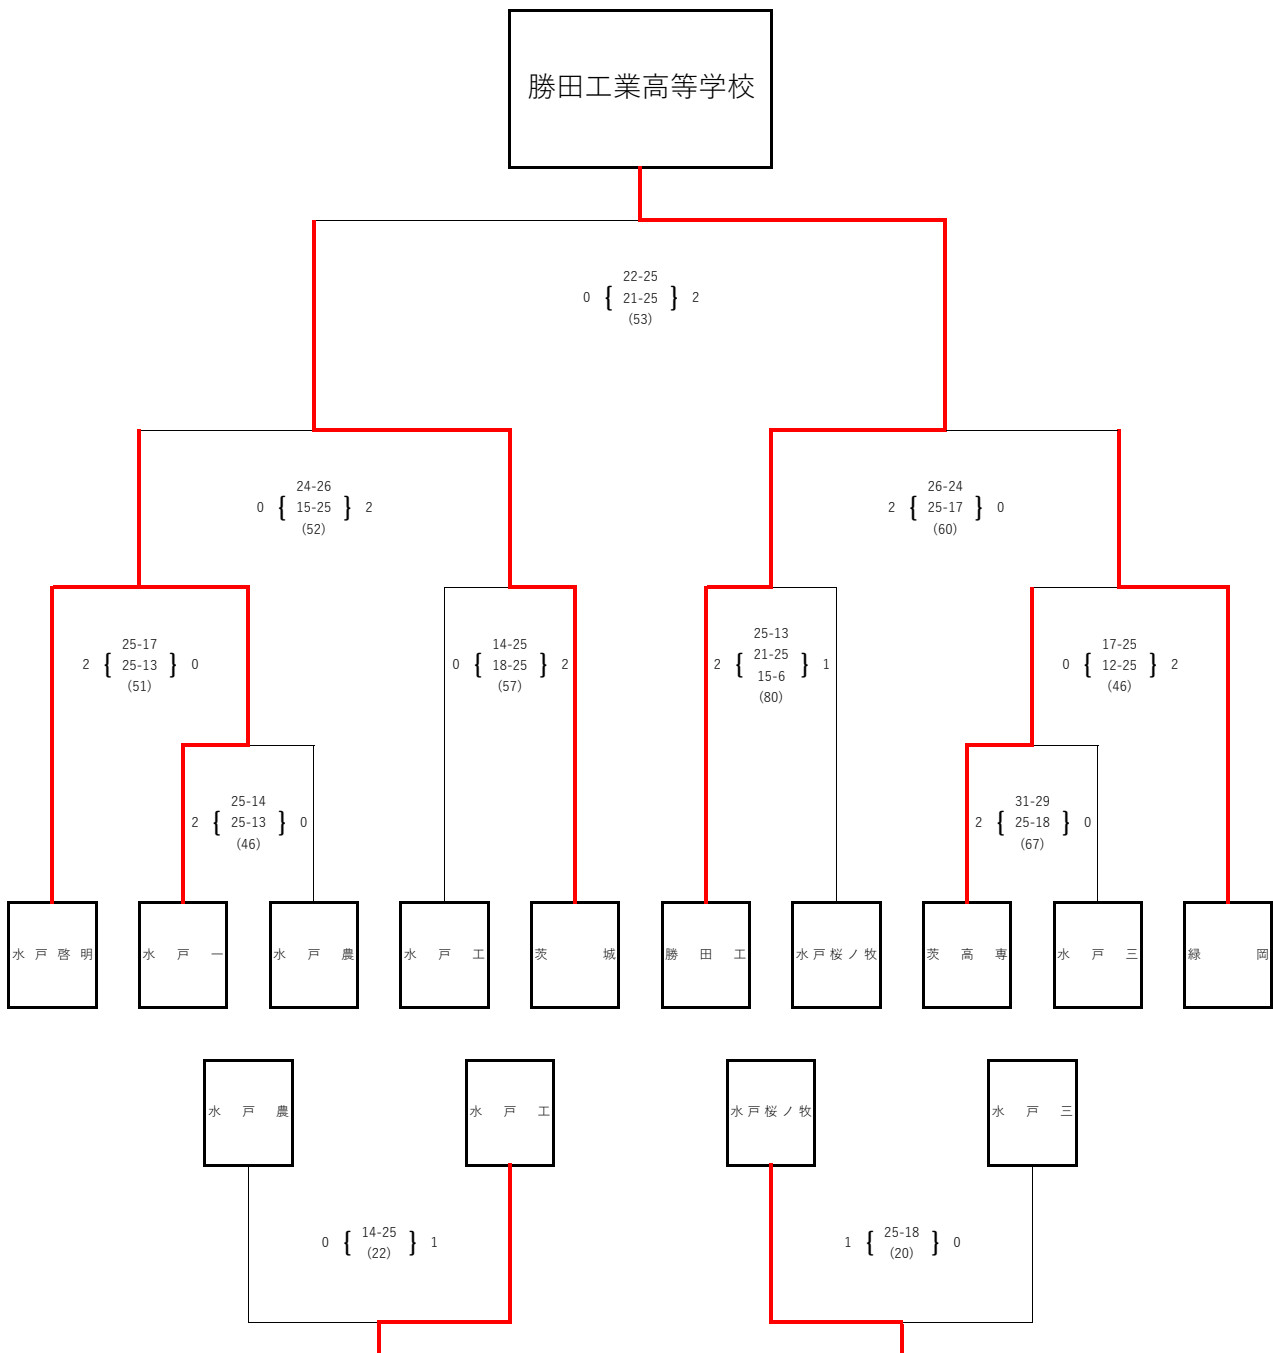 勝田工業高等学校
22-25
0 { 21-25 } 2
(53)
24-26
0 { 15-25 } 2
(52)
26-24
2 { 25-17 } 0
(60)
25-17
2 { 25-13 } 0
(51)
14-25
0 { 18-25 } 2
(57)
25-13
21-25
2 { } 1
15-6
(80)
17-25
0 { 12-25 } 2
(46)
25-14
2 { 25-13 } 0
(46)
31-29
2 { 25-18 } 0
(67)
水戸啓明
水戸一
水戸農
水戸工
茨城
勝田工
水戸桜ノ牧
茨高専
水戸三
緑岡
水戸農
水戸工
水戸桜ノ牧
水戸三
14-25
0 { } 1
(22)
25-18
1 { } 0
(20)